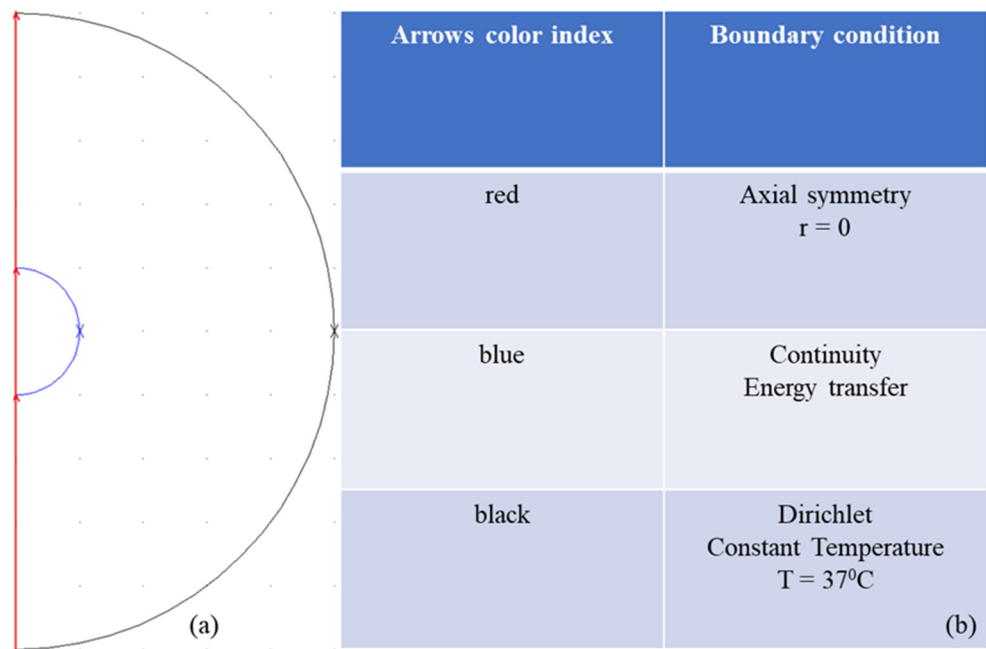 Arrows color index
Boundary condition
red
Axial symmetry
r = 0
blue
Continuity
Energy transfer
black
Dirichlet
Constant Temperature
T = 37⁰C
(a)
(b)